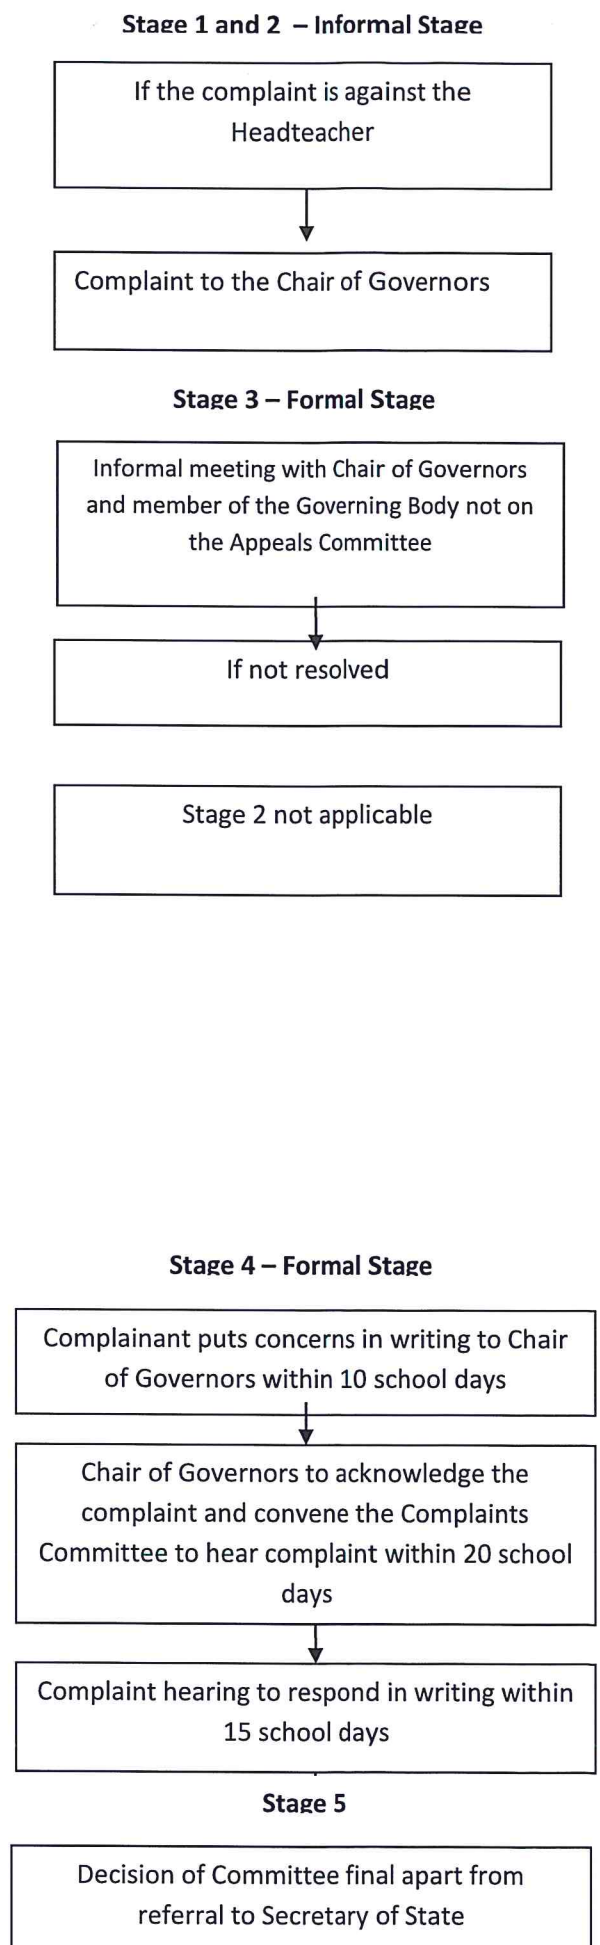 Stage 1 and 2 – Informal Stage
If the complaint is against the
Headteacher
Complaint to the Chair of Governors
Stage 3 – Formal Stage
Informal meeting with Chair of Governors
and member of the Governing Body not on
the Appeals Committee
If not resolved
Stage 2 not applicable
Stage 4 – Formal Stage
Complainant puts concerns in writing to Chair
of Governors within 10 school days
Chair of Governors to acknowledge the
complaint and convene the Complaints
Committee to hear complaint within 20 school
days
Complaint hearing to respond in writing within
15 school days
Stage 5
Decision of Committee final apart from
referral to Secretary of State